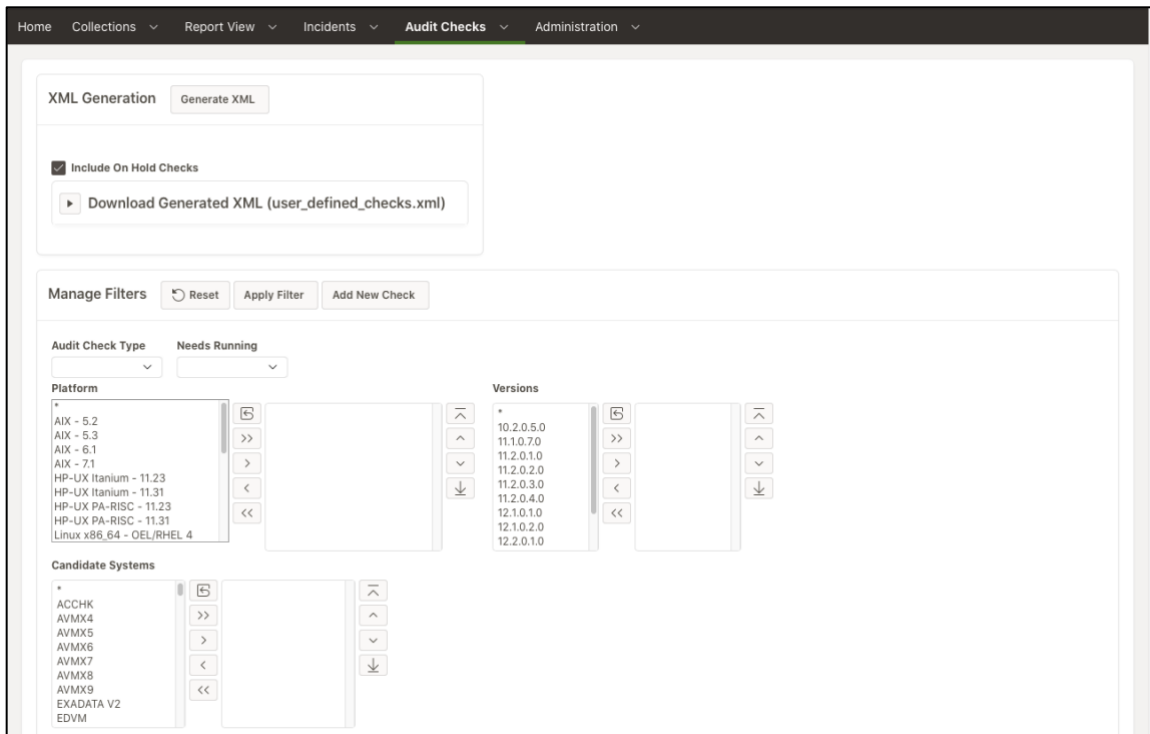 Home Collections Report View Incidents Audit Checks Administration
XML Generation Generate XML
Include On Hold Checks
Download Generated XML (user_defined_checks.xml)
Manage Filters Reset Apply Filter Add New Check
Audit Check Type Needs Running
Platform
*
AIX - 5.2
AIX - 5.3
AIX - 6.1
AIX - 7.1
HP-UX Itanium - 11.23
HP-UX Itanium - 11.31
HP-UX PA-RISC - 11.23
HP-UX PA-RISC - 11.31
Linux x86_64 - OEL/RHEL 4
Versions
*
10.2.0.5.0
11.1.0.7.0
11.2.0.1.0
11.2.0.2.0
11.2.0.3.0
11.2.0.4.0
12.1.0.1.0
12.1.0.2.0
12.2.0.1.0
Candidate Systems
*
ACCHK
AVMX4
AVMX5
AVMX6
AVMX7
AVMX8
AVMX9
EXADATA V2
EDVM